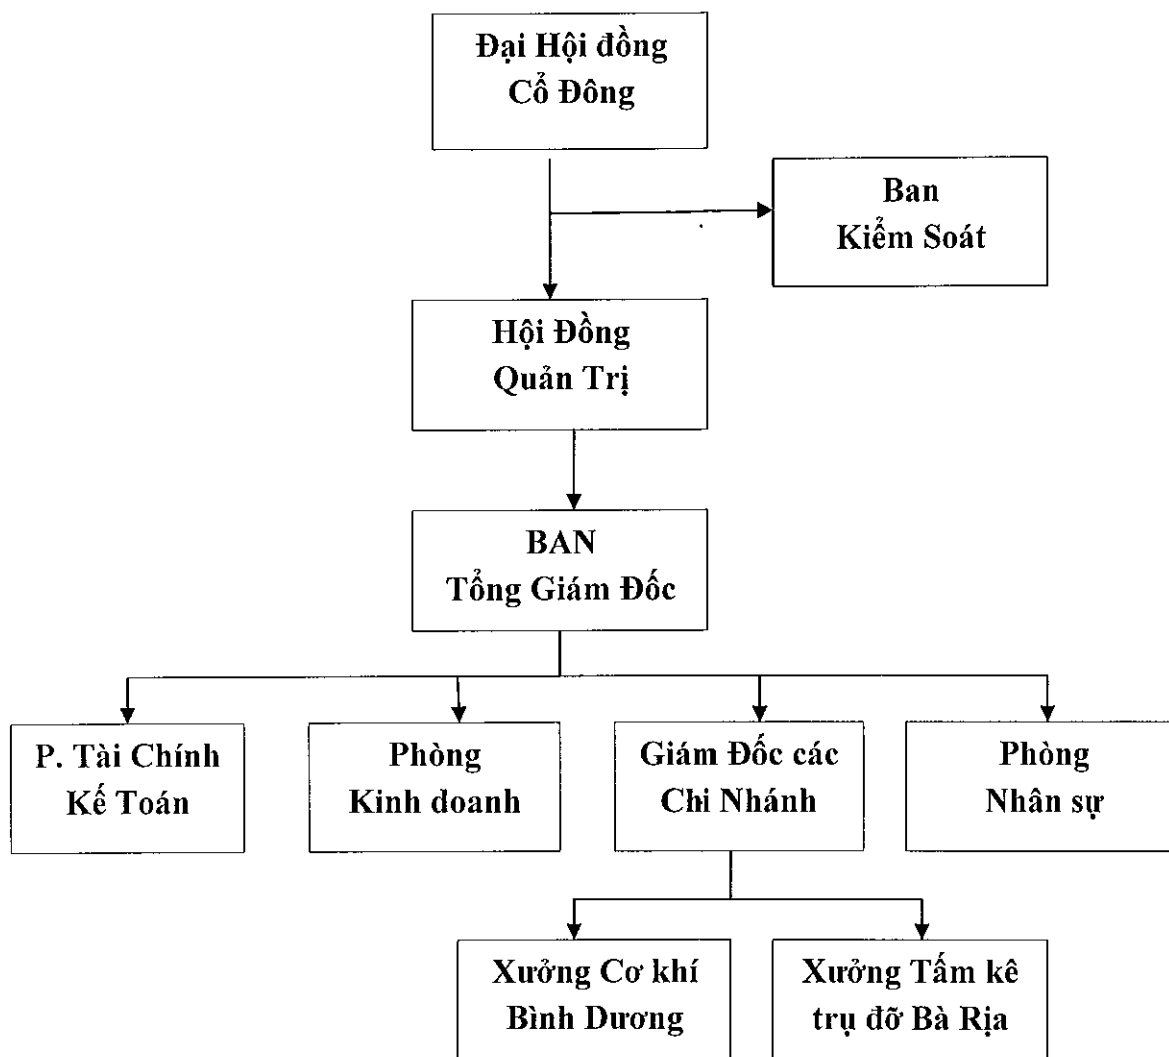 Đại Hội đồng
Cổ Đông
Ban
Kiểm Soát
Hội Đồng
Quản Trị
BAN
Tổng Giám Đốc
P. Tài Chính
Kế Toán
Phòng
Kinh doanh
Giám Đốc các
Chi Nhánh
Phòng
Nhân sự
Xưởng Cơ khí
Bình Dương
Xưởng Tấm kê
trụ đỡ Bà Rịa